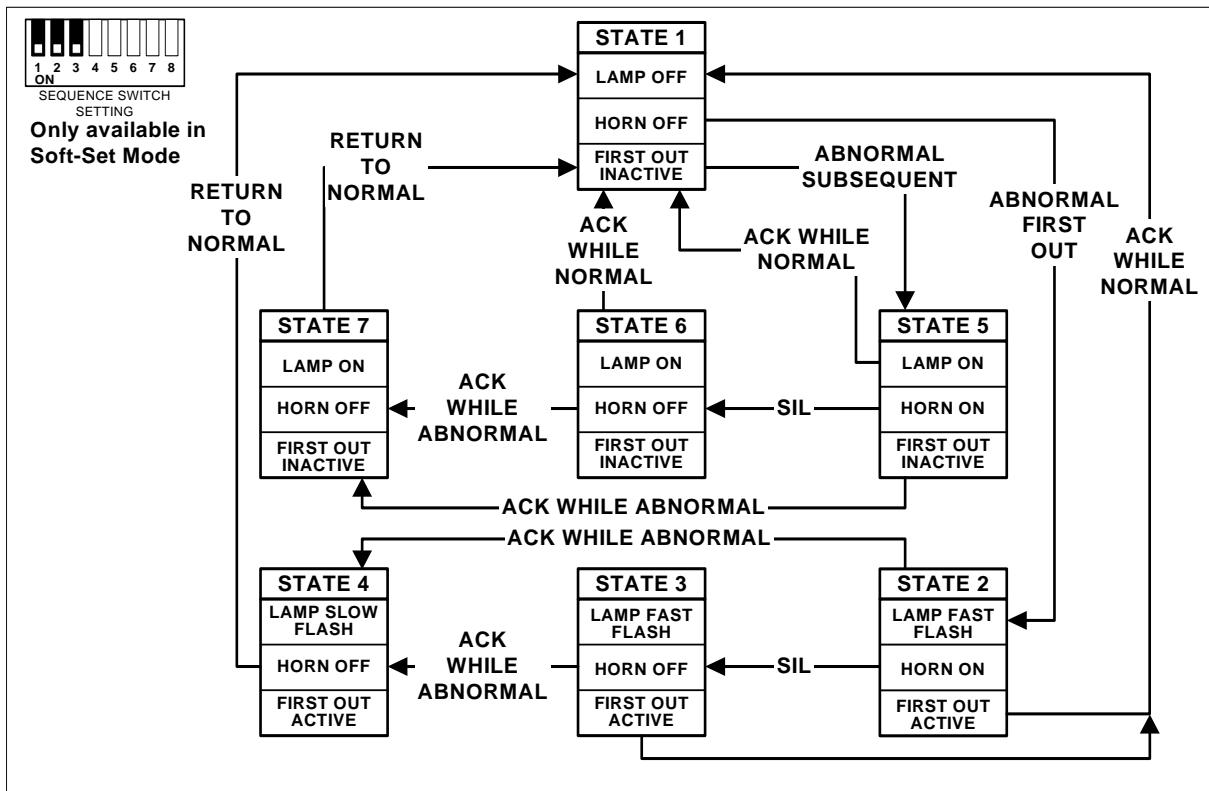 1 2 3 4 5 6 7 8
ON
SEQUENCE SWITCH
SETTING
Only available in
Soft-Set Mode
STATE 1
LAMP OFF
HORN OFF
FIRST OUT
INACTIVE
RETURN
TO
NORMAL
RETURN
TO
NORMAL
ACK
WHILE
NORMAL
ACK WHILE
NORMAL
ABNORMAL
SUBSEQUENT
ABNORMAL
FIRST
OUT
ACK
WHILE
NORMAL
STATE 7
LAMP ON
HORN OFF
FIRST OUT
INACTIVE
ACK
WHILE
ABNORMAL
STATE 6
LAMP ON
HORN OFF
FIRST OUT
INACTIVE
SIL
STATE 5
LAMP ON
HORN ON
FIRST OUT
INACTIVE
ACK WHILE ABNORMAL
ACK WHILE ABNORMAL
STATE 4
LAMP SLOW
FLASH
HORN OFF
FIRST OUT
ACTIVE
ACK
WHILE
ABNORMAL
STATE 3
LAMP FAST
FLASH
HORN OFF
FIRST OUT
ACTIVE
SIL
STATE 2
LAMP FAST
FLASH
HORN ON
FIRST OUT
ACTIVE